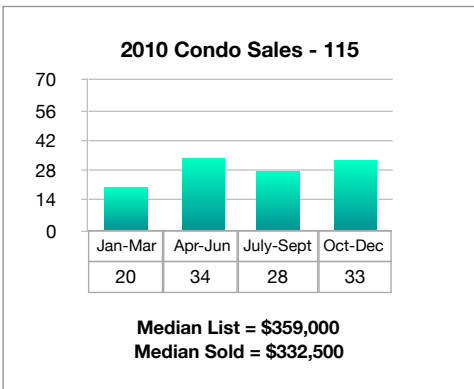 2010 Condo Sales - 115
70
56
42
28
14
0
Jan-Mar Apr-Jun July-Sept Oct-Dec
20 34 28 33
Median List = $359,000
Median Sold = $332,500